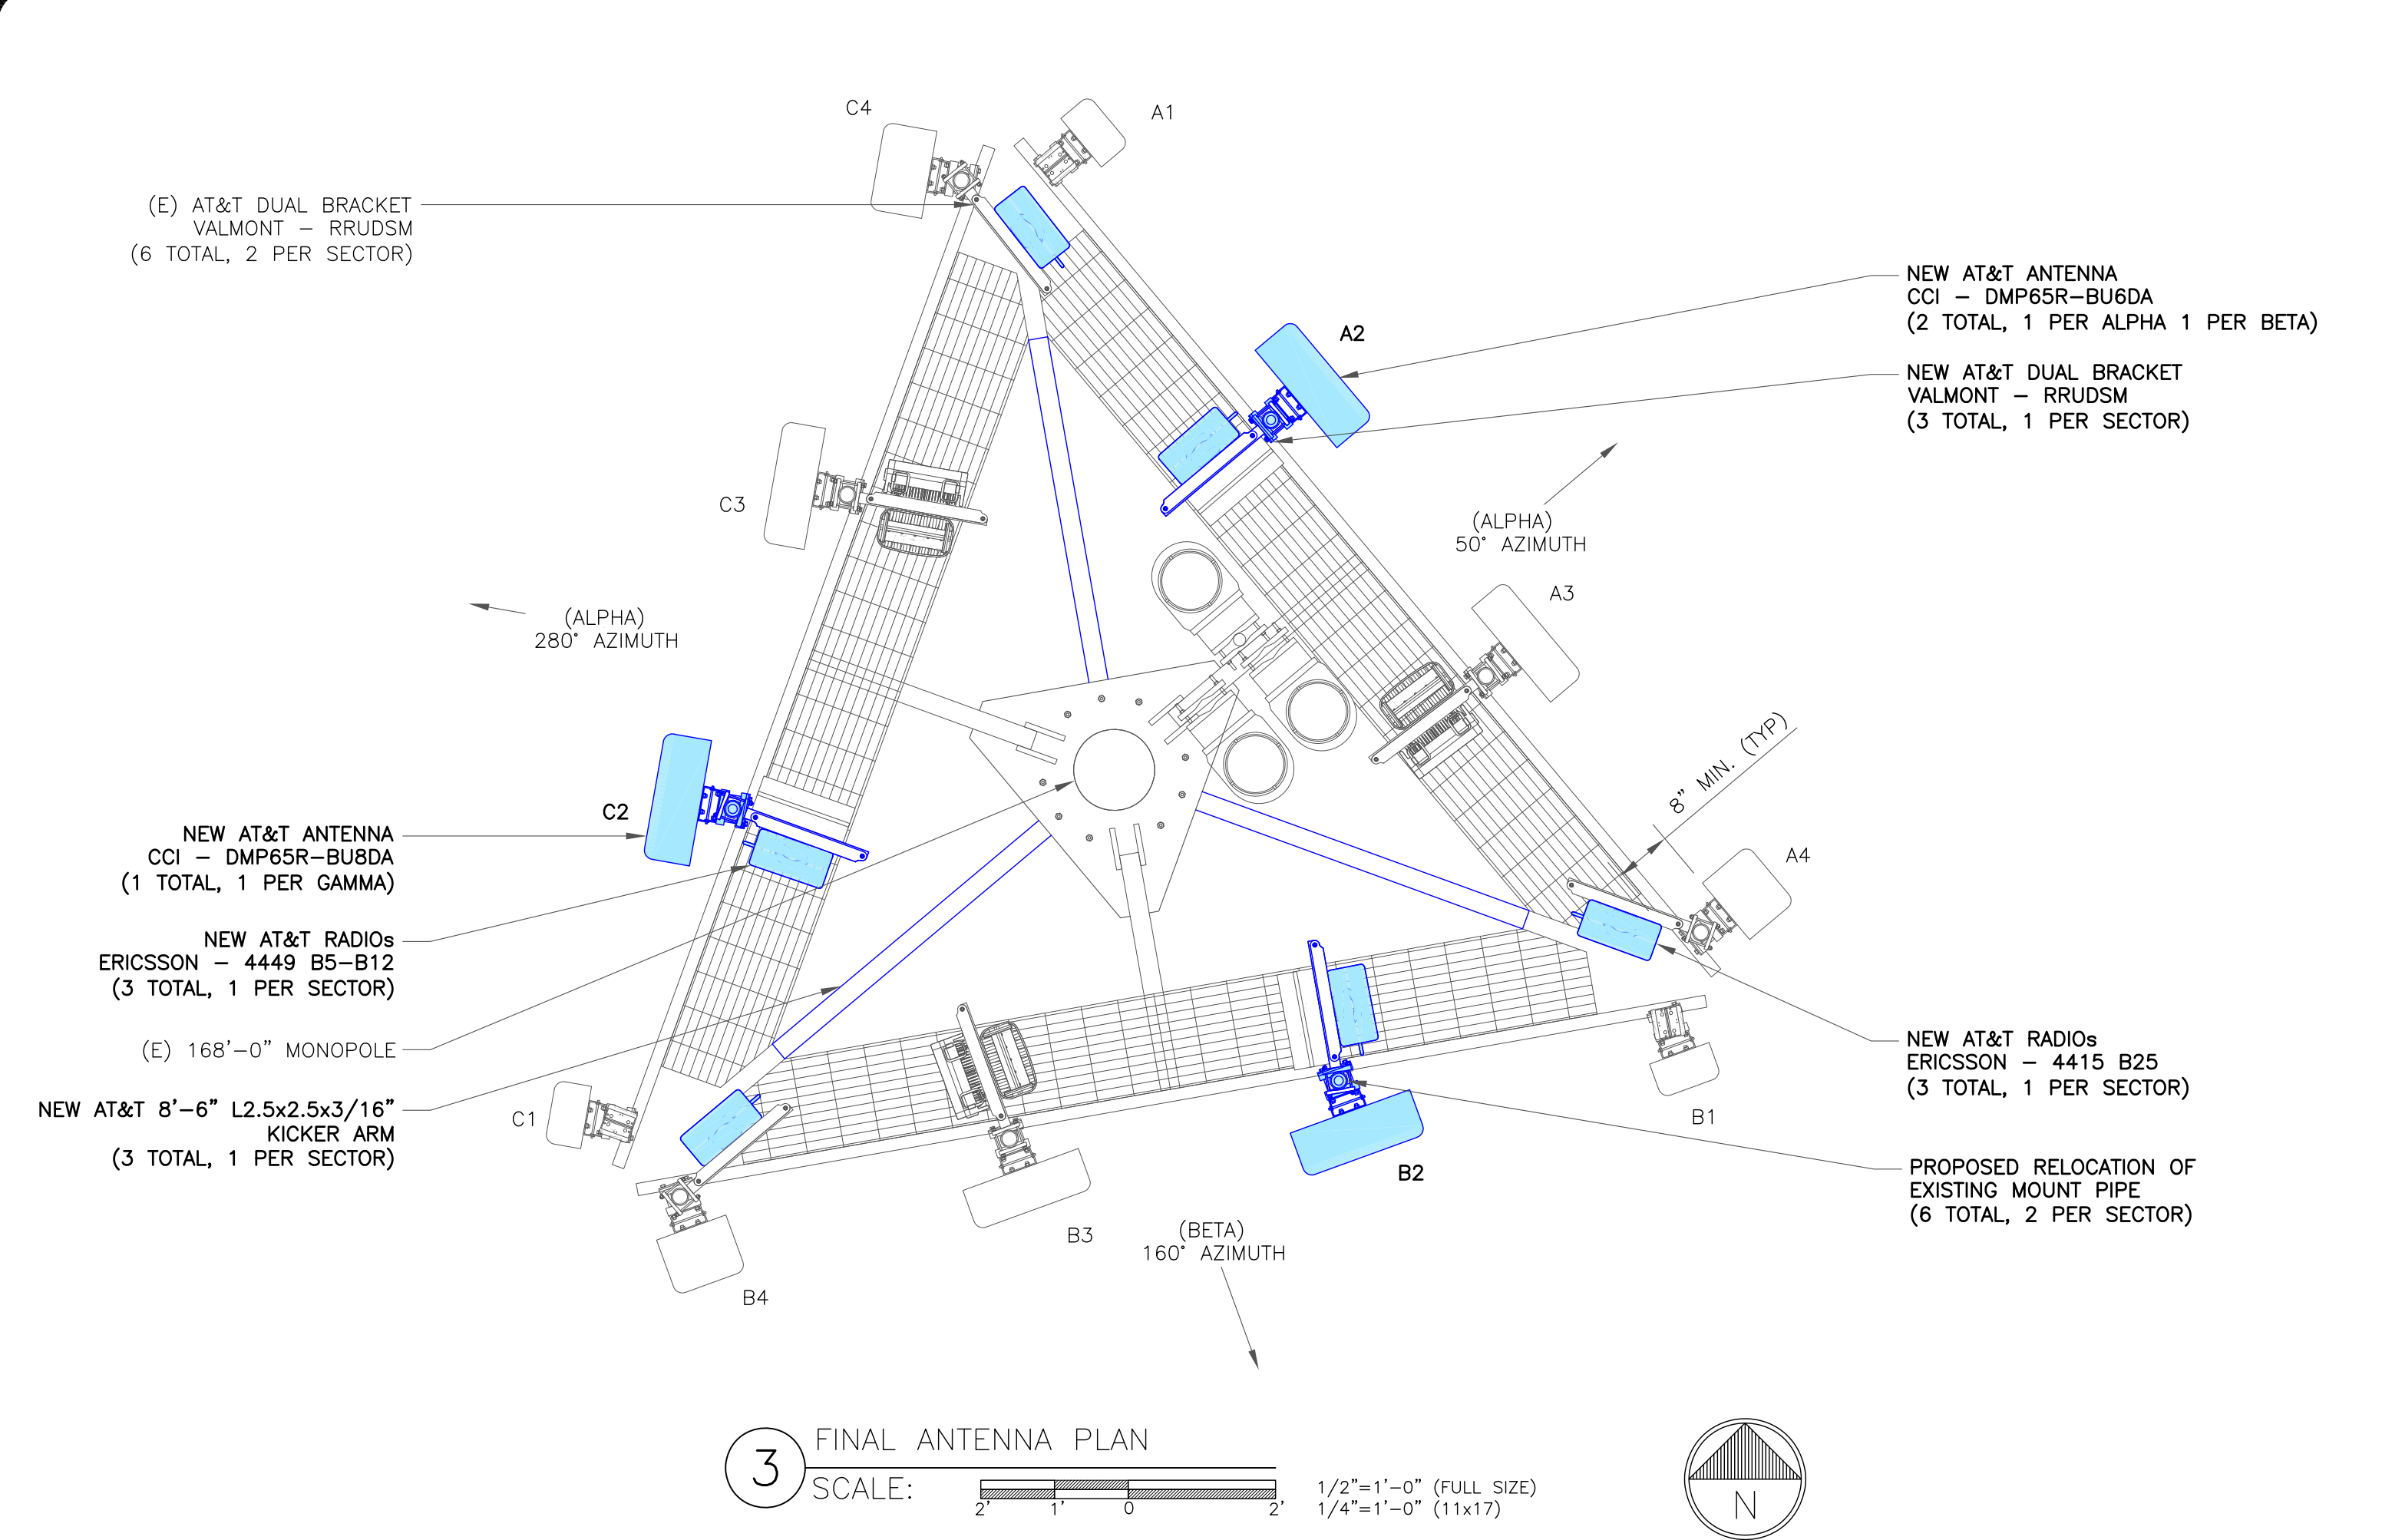 C4
A1
(E) AT&T DUAL BRACKET
VALMONT – RRUDSM
(6 TOTAL, 2 PER SECTOR)
NEW AT&T ANTENNA
CCI – DMP65R–BU6DA
(2 TOTAL, 1 PER ALPHA 1 PER BETA)
A2
NEW AT&T DUAL BRACKET
VALMONT – RRUDSM
(3 TOTAL, 1 PER SECTOR)
C3
(ALPHA)
50° AZIMUTH
A3
(ALPHA)
280° AZIMUTH
8" MIN. (TYP)
C2
NEW AT&T ANTENNA
CCI – DMP65R–BU8DA
(1 TOTAL, 1 PER GAMMA)
A4
NEW AT&T RADIOs
ERICSSON – 4449 B5–B12
(3 TOTAL, 1 PER SECTOR)
(E) 168'–0" MONOPOLE
NEW AT&T RADIOs
ERICSSON – 4415 B25
(3 TOTAL, 1 PER SECTOR)
NEW AT&T 8'–6" L2.5x2.5x3/16"
KICKER ARM
(3 TOTAL, 1 PER SECTOR)
C1
B1
B2
PROPOSED RELOCATION OF
EXISTING MOUNT PIPE
(6 TOTAL, 2 PER SECTOR)
B3
(BETA)
160° AZIMUTH
B4
3
FINAL ANTENNA PLAN
SCALE:
2' 1' 0 2'
1/2"=1'–0" (FULL SIZE)
1/4"=1'–0" (11x17)
N